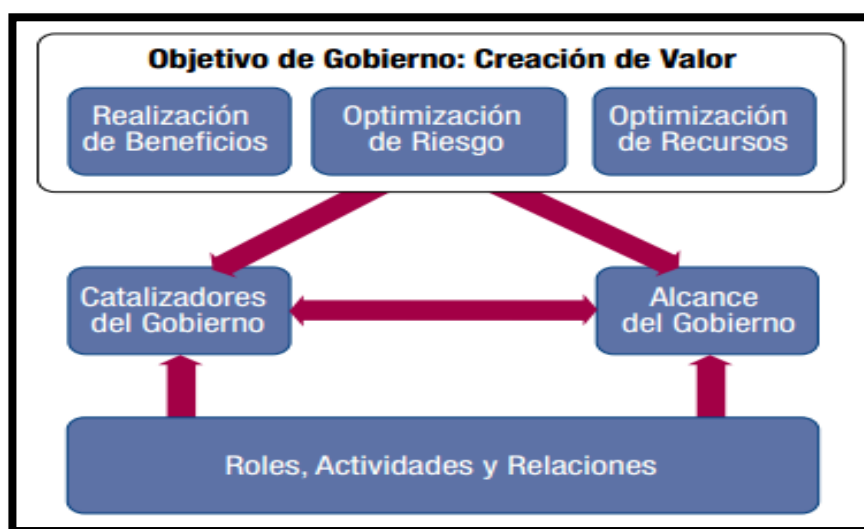 Objetivo de Gobierno: Creación de Valor
Realización
de Beneficios
Optimización
de Riesgo
Optimización
de Recursos
Catalizadores
del Gobierno
Alcance
del Gobierno
Roles, Actividades y Relaciones